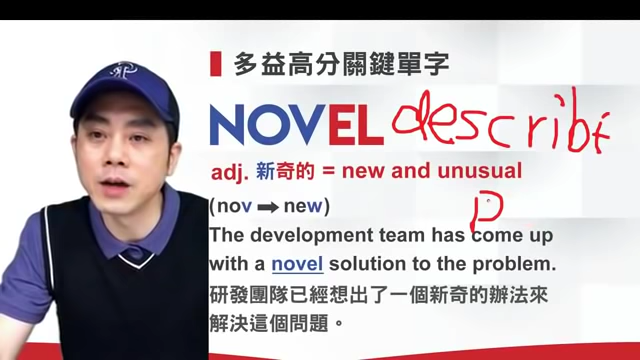 多益高分關鍵單字
NOVEL describe
adj. 新奇的 = new and unusual
(nov ➡ new)
P
The development team has come up
with a novel solution to the problem.
研發團隊已經想出了一個新奇的辦法來
解決這個問題。